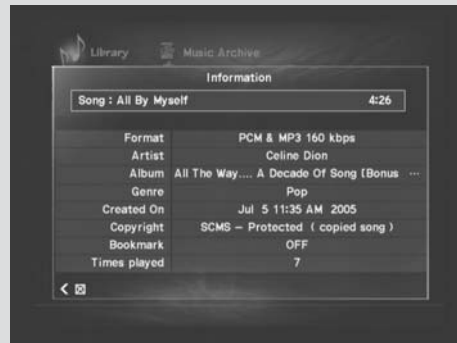 Library Music Archive
Information
Song : All By Myself 4:26
Format PCM & MP3 160 kbps
Artist Celine Dion
Album All The Way.... A Decade Of Song [Bonus ...
Genre Pop
Created On Jul 5 11:35 AM 2005
Copyright SCMS – Protected ( copied song )
Bookmark OFF
Times played 7